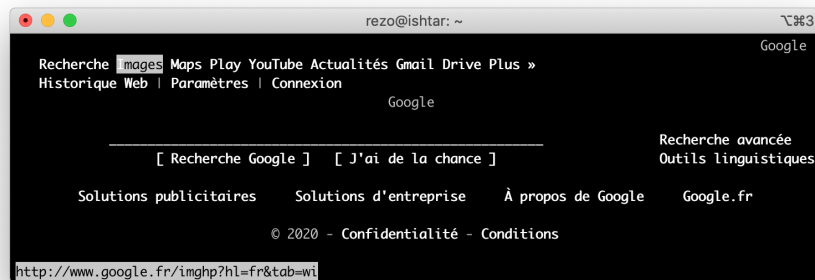 rezo@ishtar: ~ ⌥⌘3
Google
Recherche Images Maps Play YouTube Actualités Gmail Drive Plus »
Historique Web | Paramètres | Connexion
Google
Recherche avancée
[ Recherche Google ] [ J'ai de la chance ] Outils linguistiques
Solutions publicitaires Solutions d'entreprise À propos de Google Google.fr
© 2020 - Confidentialité - Conditions
http://www.google.fr/imghp?hl=fr&tab=wi